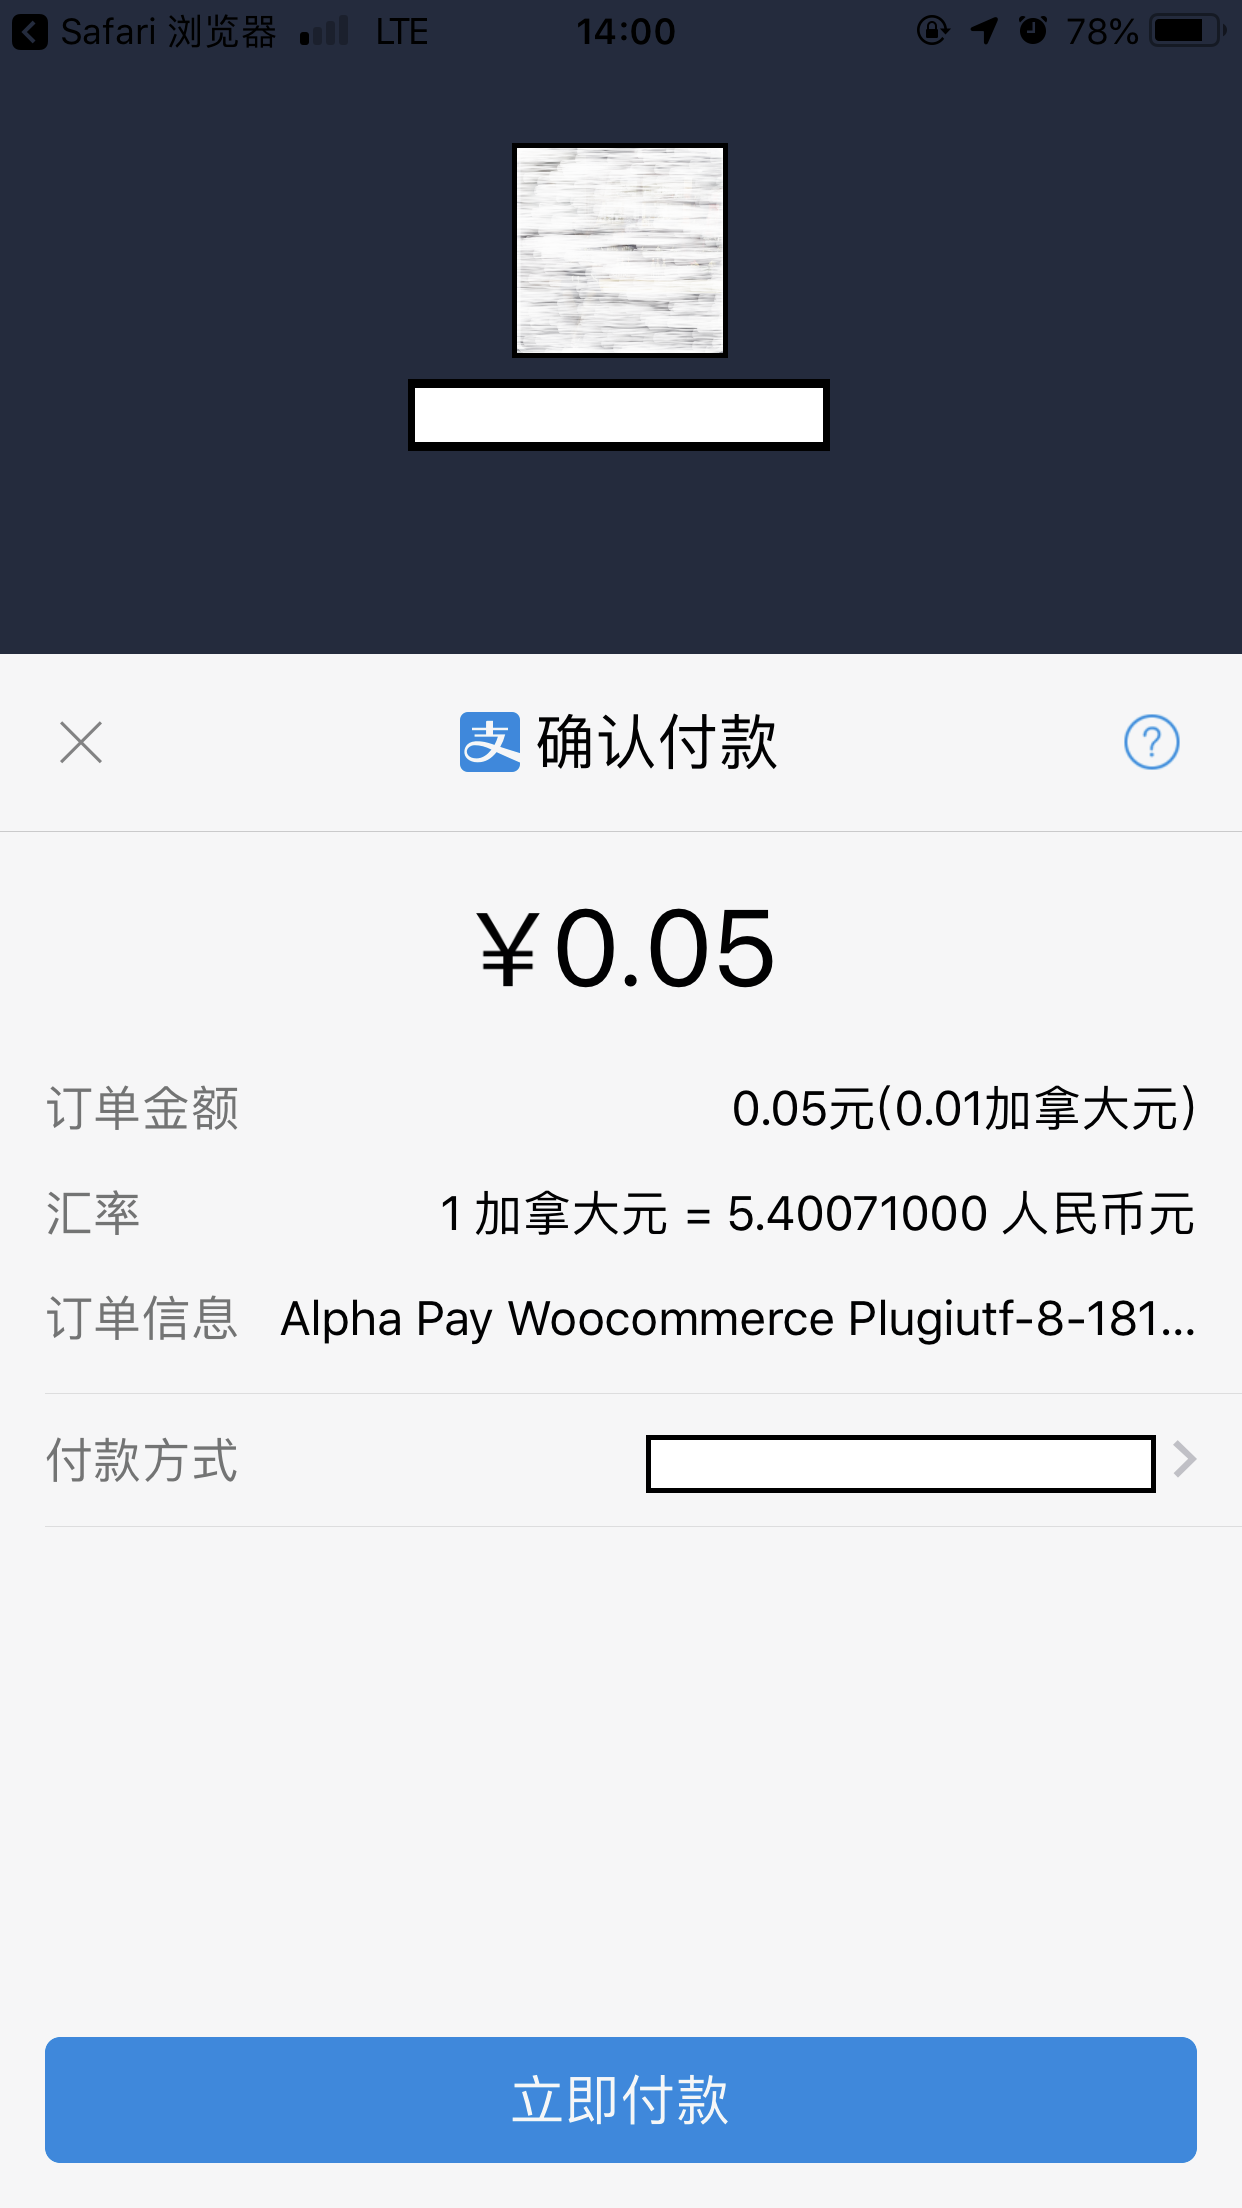 Safari 浏览器 LTE 14:00 78%
支 确认付款
¥0.05
订单金额 0.05元(0.01加拿大元)
汇率 1 加拿大元 = 5.40071000 人民币元
订单信息 Alpha Pay Woocommerce Plugiutf-8-181...
付款方式
立即付款